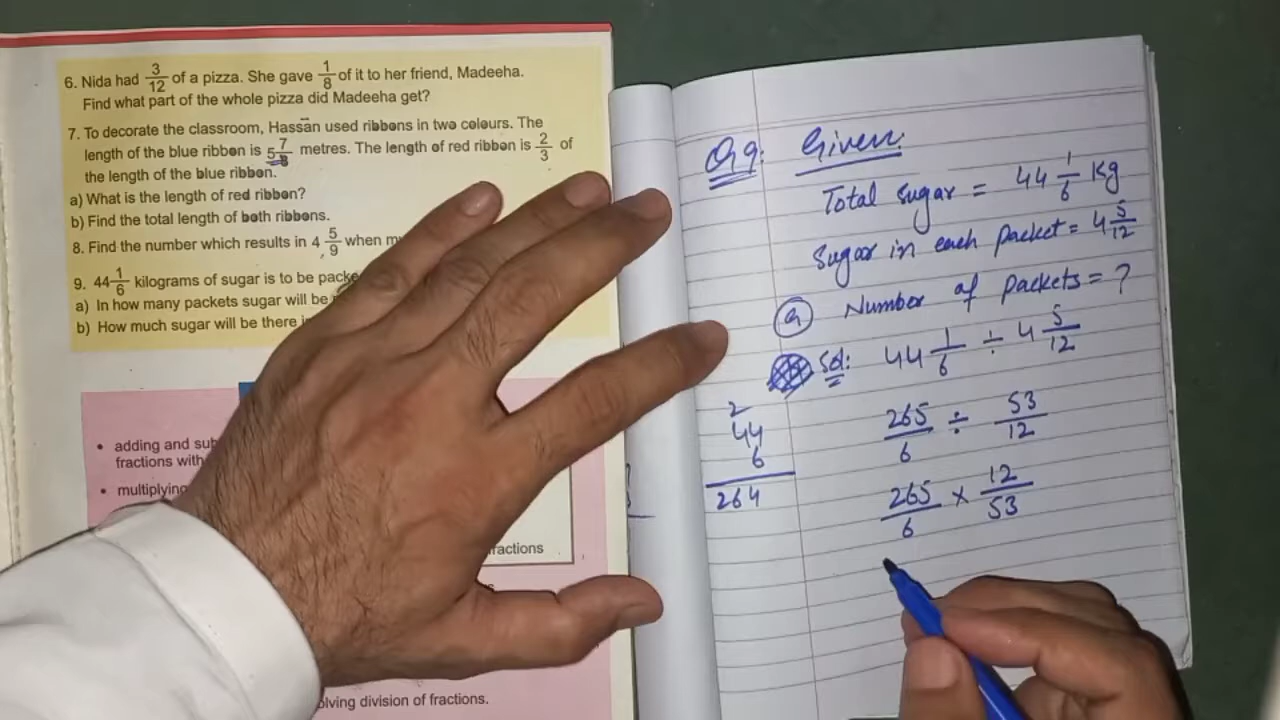 6. Nida had 3/12 of a pizza. She gave 1/8 of it to her friend, Madeeha.
Find what part of the whole pizza did Madeeha get?
7. To decorate the classroom, Hassan used ribbons in two colours. The
length of the blue ribbon is 5 7/8 metres. The length of red ribbon is 2/3 of
the length of the blue ribbon.
a) What is the length of red ribbon?
b) Find the total length of both ribbons.
8. Find the number which results in 4 5/9 when
9. 44 1/6 kilograms of sugar is to be packe
a) In how many packets sugar will be
b) How much sugar will be there
• adding and sub
fractions with
• multiplying
fractions
olving division of fractions.
Q9: Given:
Total sugar = 44 1/6 Kg
Sugar in each packet = 4 5/12
a Number of packets = ?
Sol: 44 1/6 ÷ 4 5/12
265/6 ÷ 53/12
265/6 × 12/53
2
44
6
264